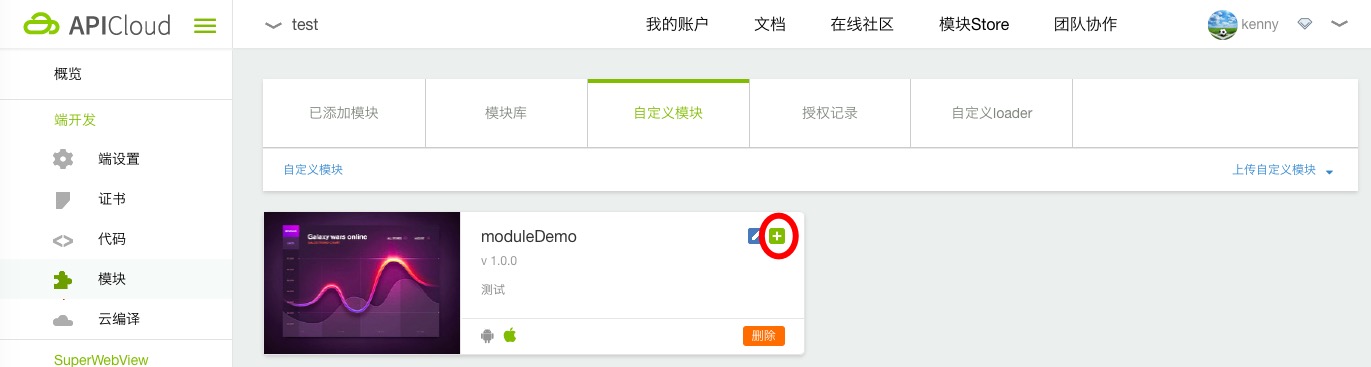 APICloud
test
我的账户
文档
在线社区
模块Store
团队协作
kenny
概览
端开发
端设置
证书
代码
模块
云编译
SuperWebView
已添加模块
模块库
自定义模块
授权记录
自定义loader
自定义模块
上传自定义模块
Galaxy wars online
moduleDemo
v 1.0.0
测试
删除